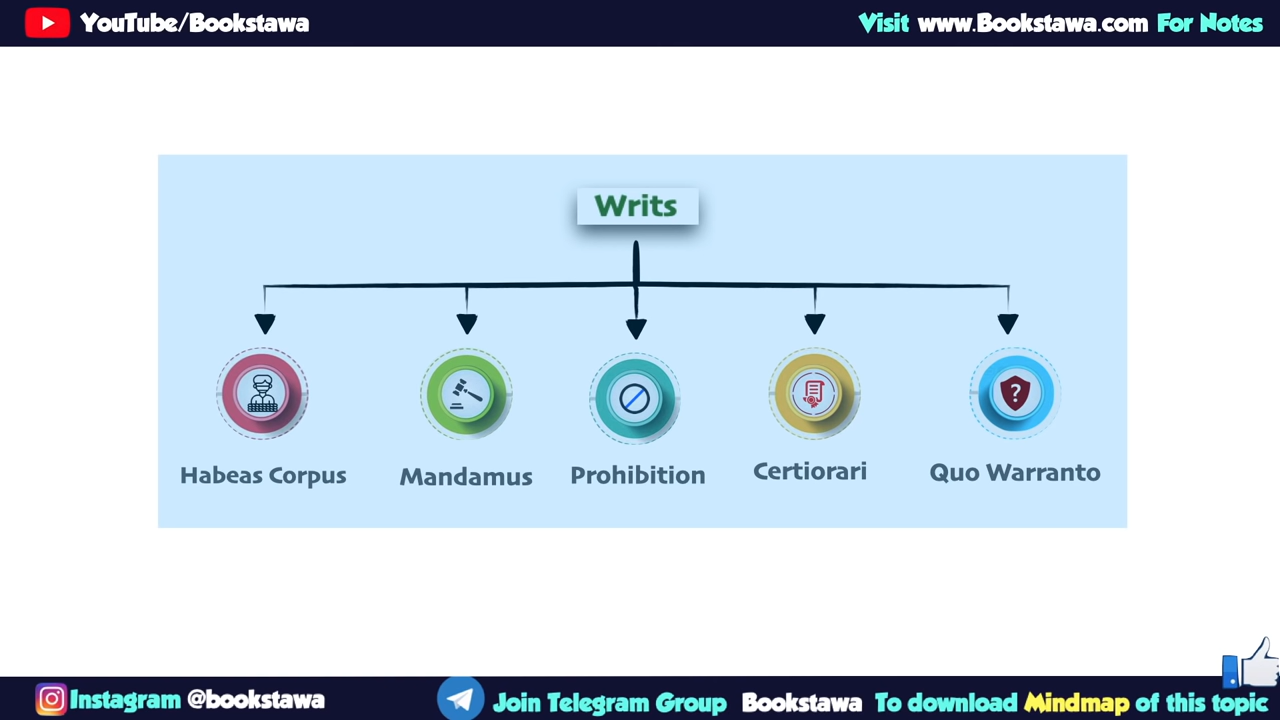 YouTube/Bookstawa
Visit www.Bookstawa.com For Notes
Writs
Habeas Corpus
Mandamus
Prohibition
Certiorari
Quo Warranto
?
Instagram @bookstawa
Join Telegram Group Bookstawa To download Mindmap of this topic